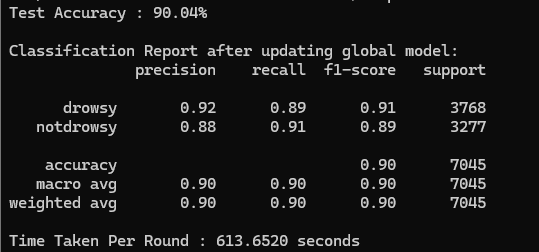 Test Accuracy : 90.04%
Classification Report after updating global model:
precision recall f1-score support
drowsy 0.92 0.89 0.91 3768
notdrowsy 0.88 0.91 0.89 3277
accuracy 0.90 7045
macro avg 0.90 0.90 0.90 7045
weighted avg 0.90 0.90 0.90 7045
Time Taken Per Round : 613.6520 seconds